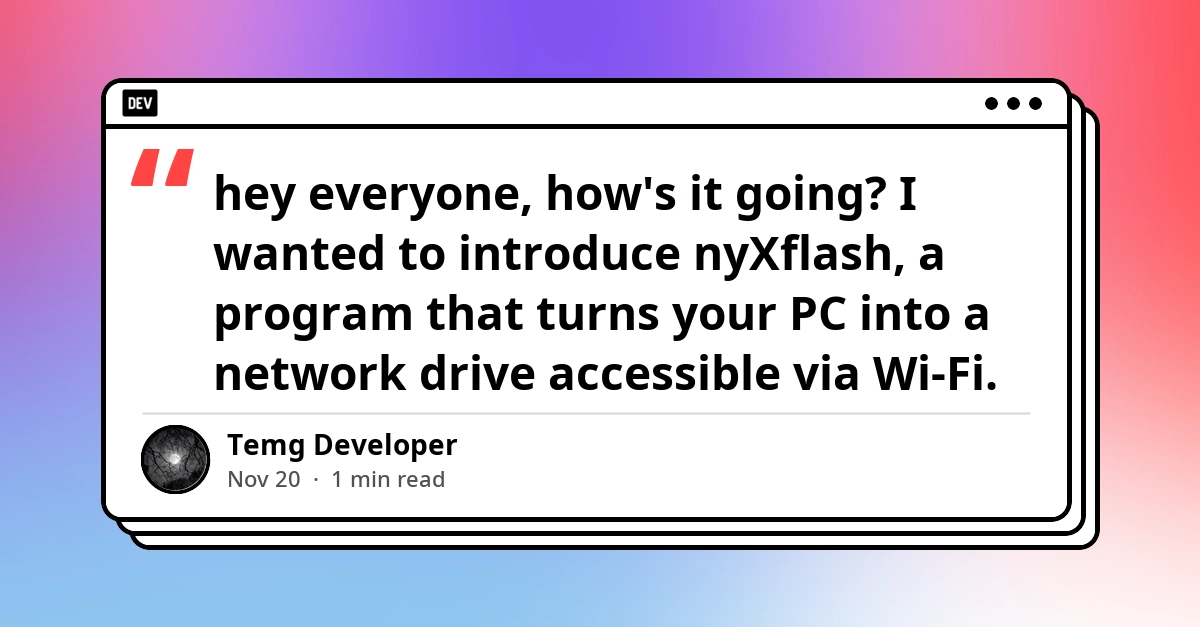 DEV
“ hey everyone, how's it going? I
wanted to introduce nyXflash, a
program that turns your PC into a
network drive accessible via Wi-Fi.
Temg Developer
Nov 20 · 1 min read